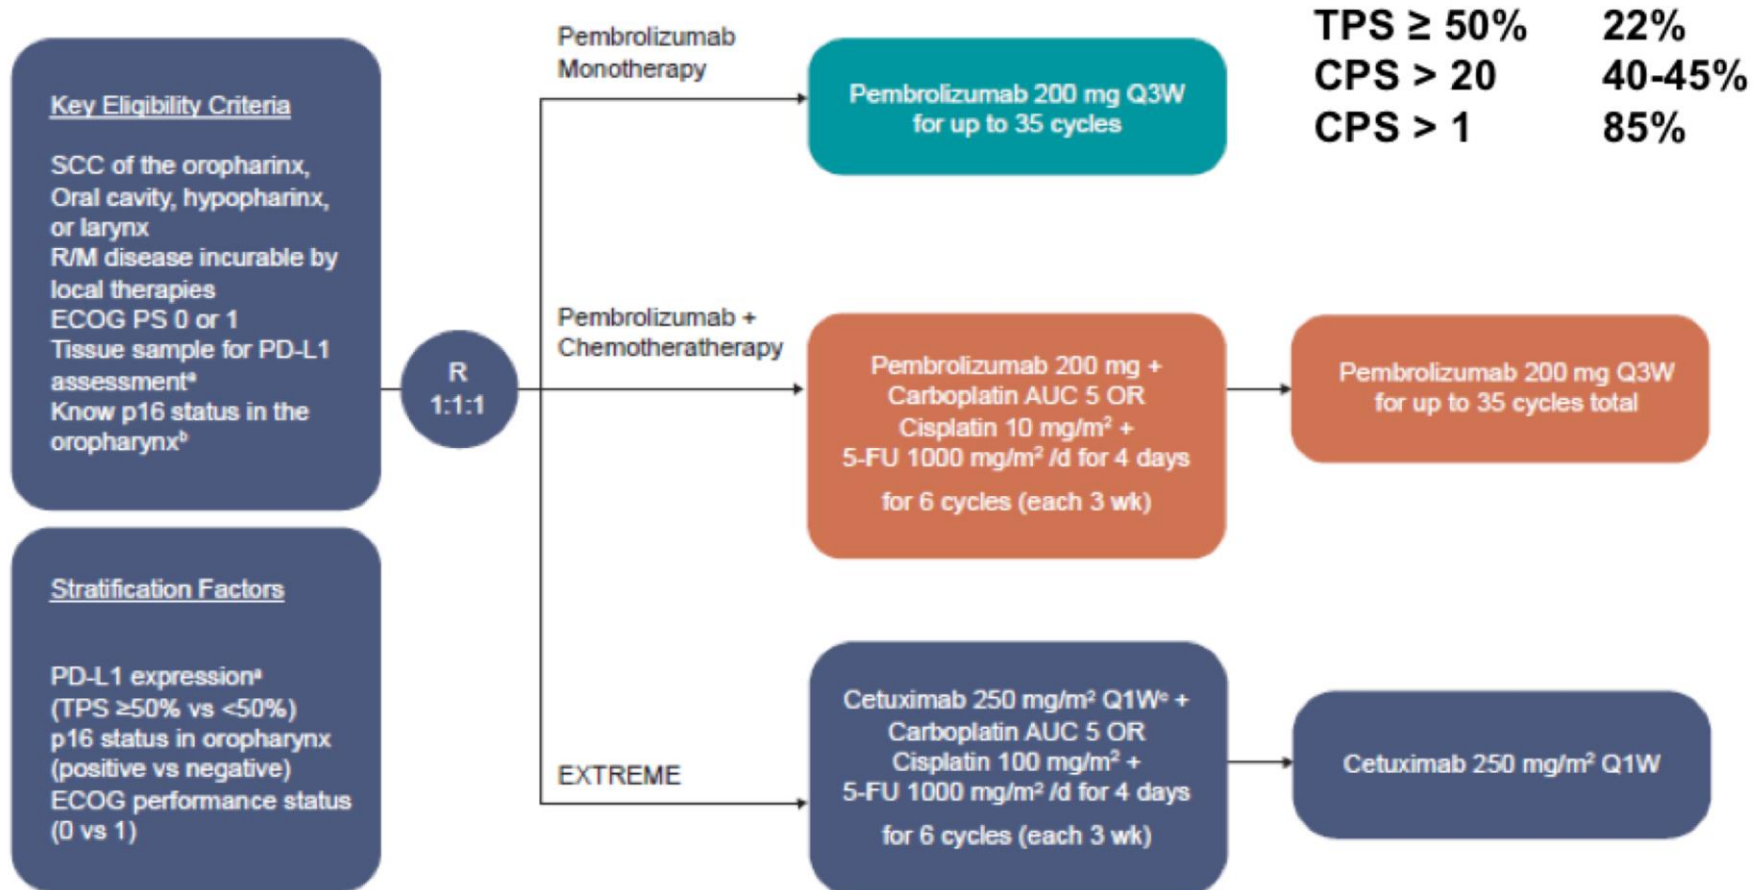 Key Eligibility Criteria
SCC of the oropharinx,
Oral cavity, hypopharinx,
or larynx
R/M disease incurable by
local therapies
ECOG PS 0 or 1
Tissue sample for PD-L1
assessmentᵃ
Know p16 status in the
oropharynxᵇ
Stratification Factors
PD-L1 expressionᵃ
(TPS ≥50% vs <50%)
p16 status in oropharynx
(positive vs negative)
ECOG performance status
(0 vs 1)
R
1:1:1
Pembrolizumab
Monotherapy
Pembrolizumab 200 mg Q3W
for up to 35 cycles
TPS ≥ 50% 22%
CPS > 20 40-45%
CPS > 1 85%
Pembrolizumab +
Chemotheratherapy
Pembrolizumab 200 mg +
Carboplatin AUC 5 OR
Cisplatin 10 mg/m² +
5-FU 1000 mg/m² /d for 4 days
for 6 cycles (each 3 wk)
Pembrolizumab 200 mg Q3W
for up to 35 cycles total
EXTREME
Cetuximab 250 mg/m² Q1Wᶜ +
Carboplatin AUC 5 OR
Cisplatin 100 mg/m² +
5-FU 1000 mg/m² /d for 4 days
for 6 cycles (each 3 wk)
Cetuximab 250 mg/m² Q1W